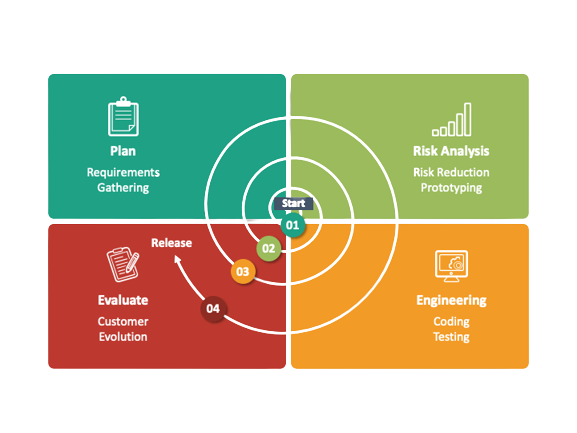 Plan
Requirements
Gathering
Risk Analysis
Risk Reduction
Prototyping
Start
01
02
03
04
Release
Evaluate
Customer
Evolution
Engineering
Coding
Testing